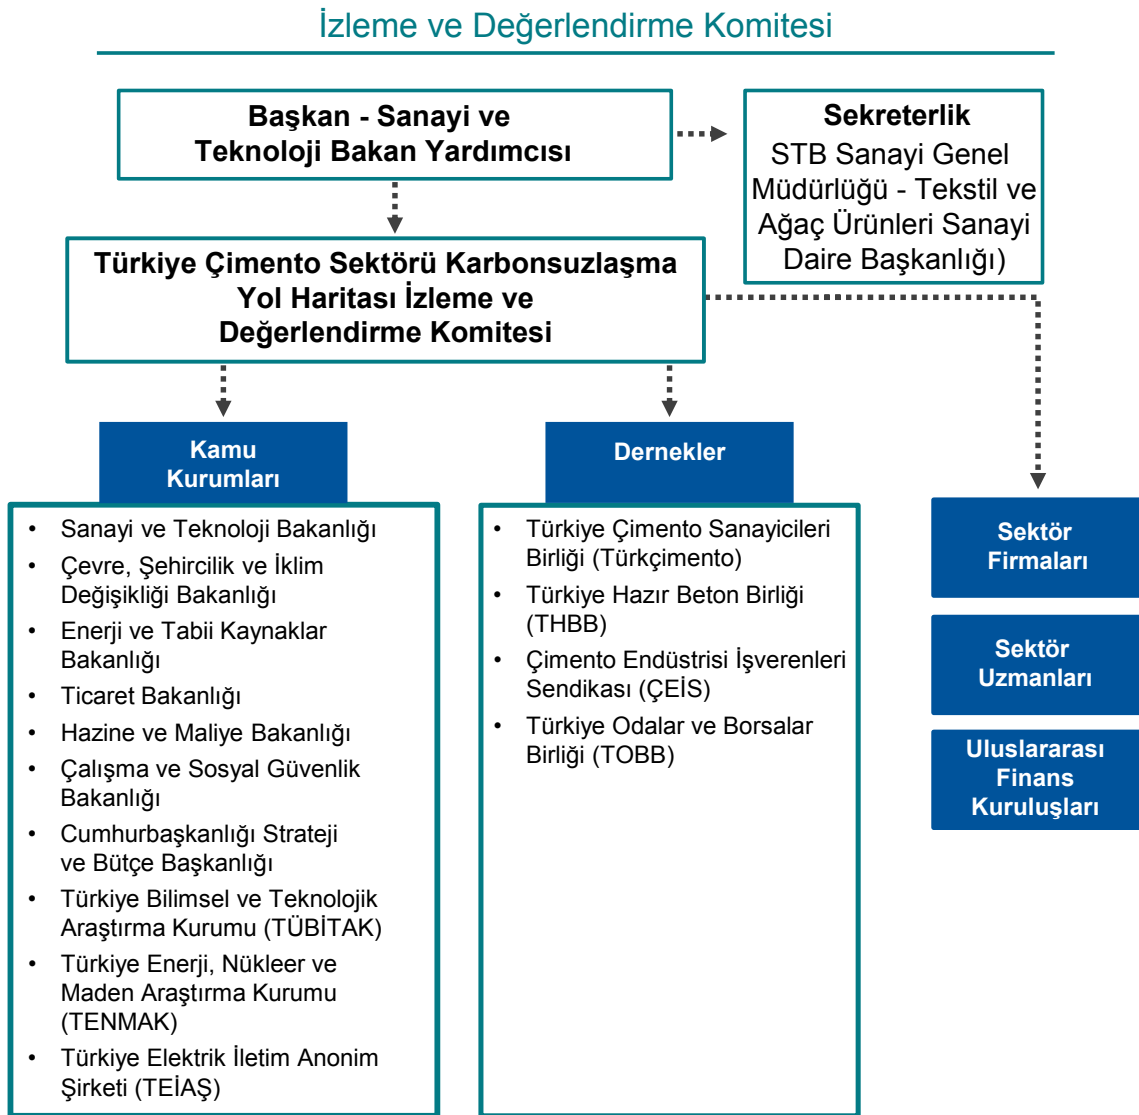 İzleme ve Değerlendirme Komitesi
Başkan - Sanayi ve
Teknoloji Bakan Yardımcısı
Sekreterlik
STB Sanayi Genel
Müdürlüğü - Tekstil ve
Ağaç Ürünleri Sanayi
Daire Başkanlığı)
Türkiye Çimento Sektörü Karbonsuzlaşma
Yol Haritası İzleme ve
Değerlendirme Komitesi
Kamu
Kurumları
• Sanayi ve Teknoloji Bakanlığı
• Çevre, Şehircilik ve İklim
Değişikliği Bakanlığı
• Enerji ve Tabii Kaynaklar
Bakanlığı
• Ticaret Bakanlığı
• Hazine ve Maliye Bakanlığı
• Çalışma ve Sosyal Güvenlik
Bakanlığı
• Cumhurbaşkanlığı Strateji
ve Bütçe Başkanlığı
• Türkiye Bilimsel ve Teknolojik
Araştırma Kurumu (TÜBİTAK)
• Türkiye Enerji, Nükleer ve
Maden Araştırma Kurumu
(TENMAK)
• Türkiye Elektrik İletim Anonim
Şirketi (TEİAŞ)
Dernekler
• Türkiye Çimento Sanayicileri
Birliği (Türkçimento)
• Türkiye Hazır Beton Birliği
(THBB)
• Çimento Endüstrisi İşverenleri
Sendikası (ÇEİS)
• Türkiye Odalar ve Borsalar
Birliği (TOBB)
Sektör
Firmaları
Sektör
Uzmanları
Uluslararası
Finans
Kuruluşları